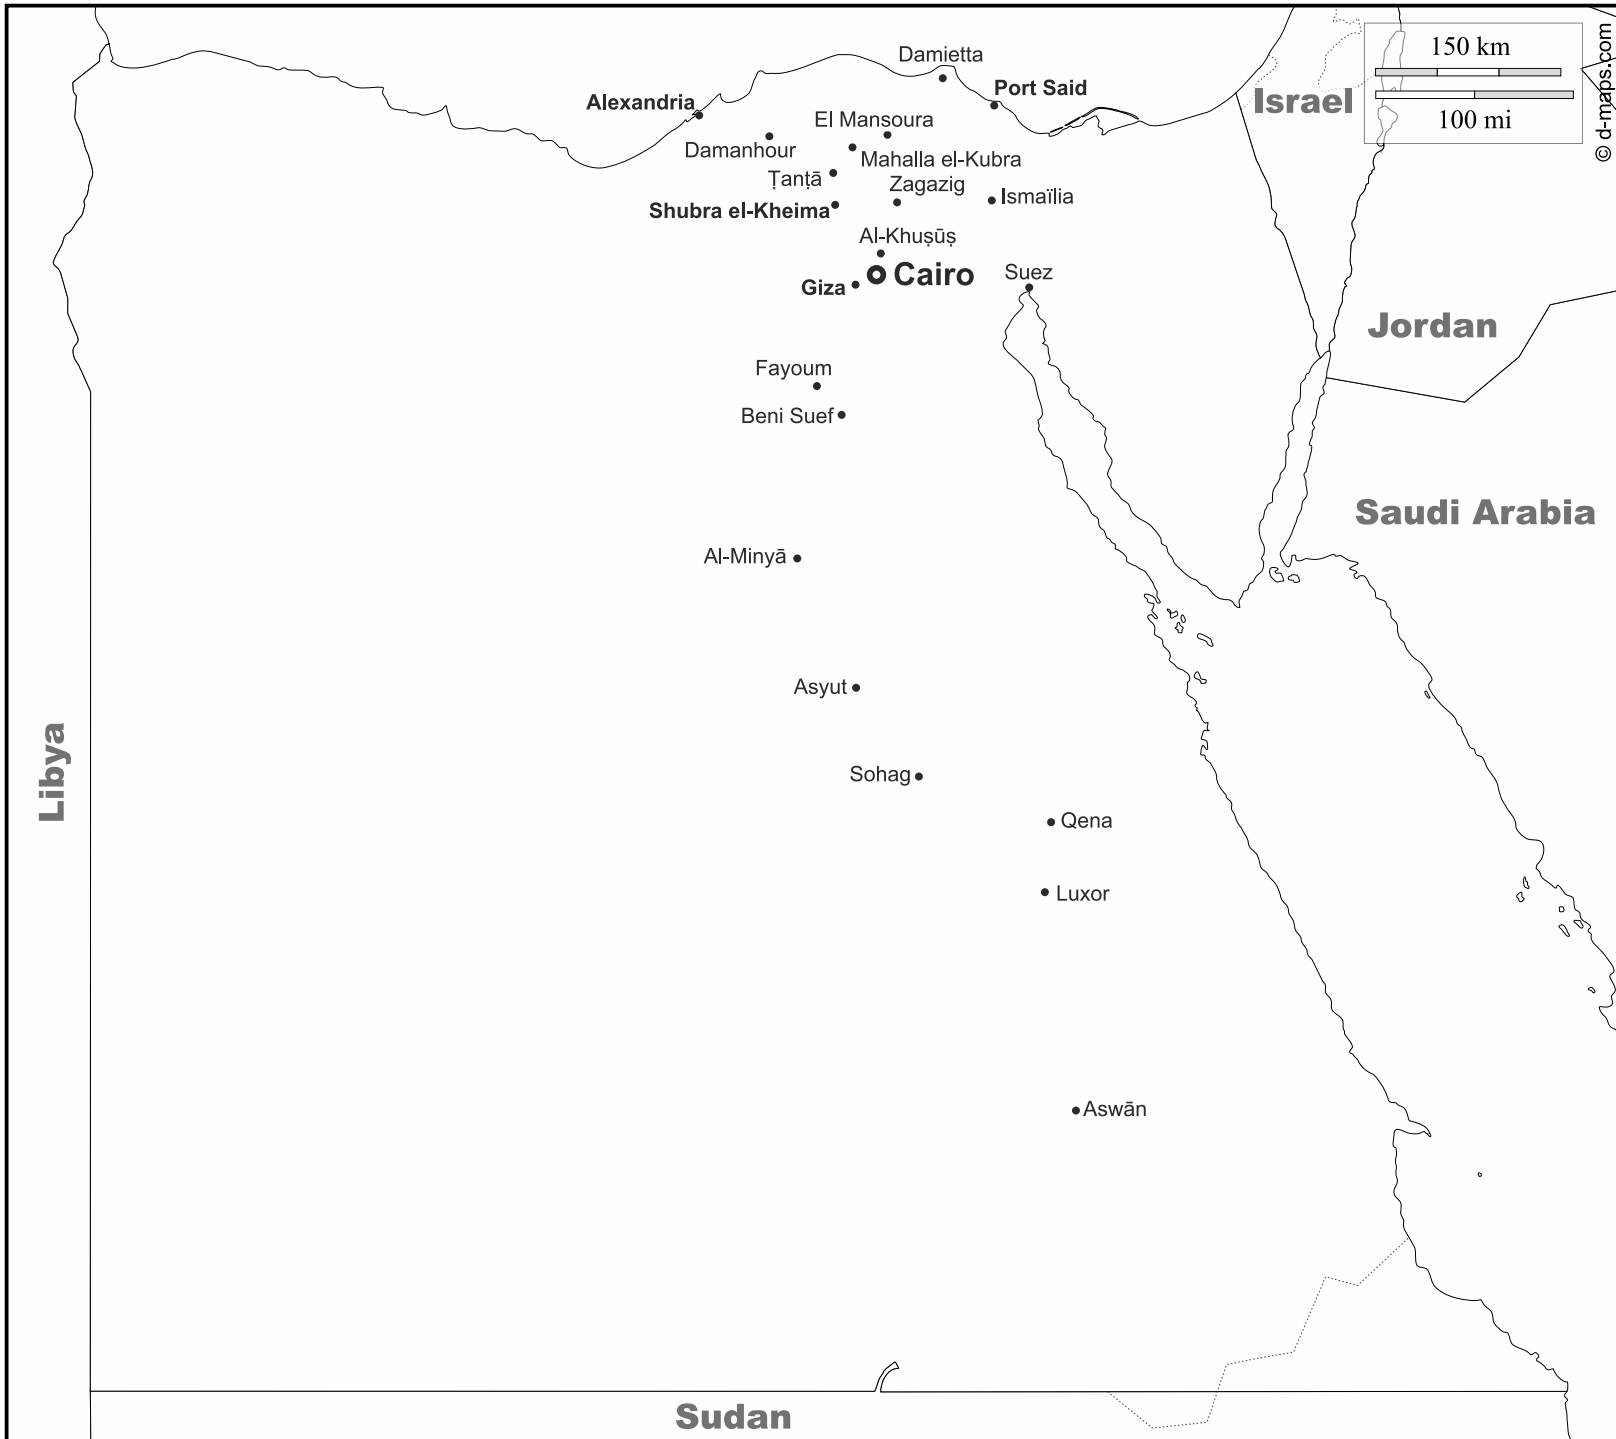 Damietta
150 km
Port Said
Alexandria
Israel
100 mi
© d-maps.com
El Mansoura
Damanhour
Mahalla el-Kubra
Ṭanṭā
Zagazig
Ismaïlia
Shubra el-Kheima
Al-Khuṣūṣ
Cairo
Suez
Giza
Jordan
Fayoum
Beni Suef
Saudi Arabia
Al-Minyā
Asyut
Libya
Sohag
Qena
Luxor
Aswān
Sudan